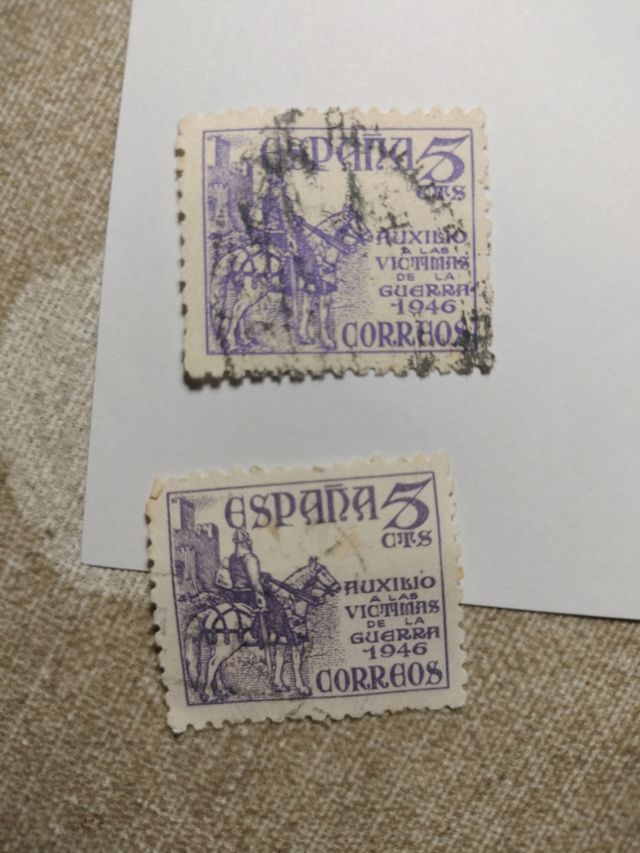 ESPAÑA 5
CTS
AUXILIO
A LAS
VICTIMAS
DE LA
GUERRA
1946
CORREOS
ESPAÑA 5
CTS
AUXILIO
A LAS
VICTIMAS
DE LA
GUERRA
1946
CORREOS